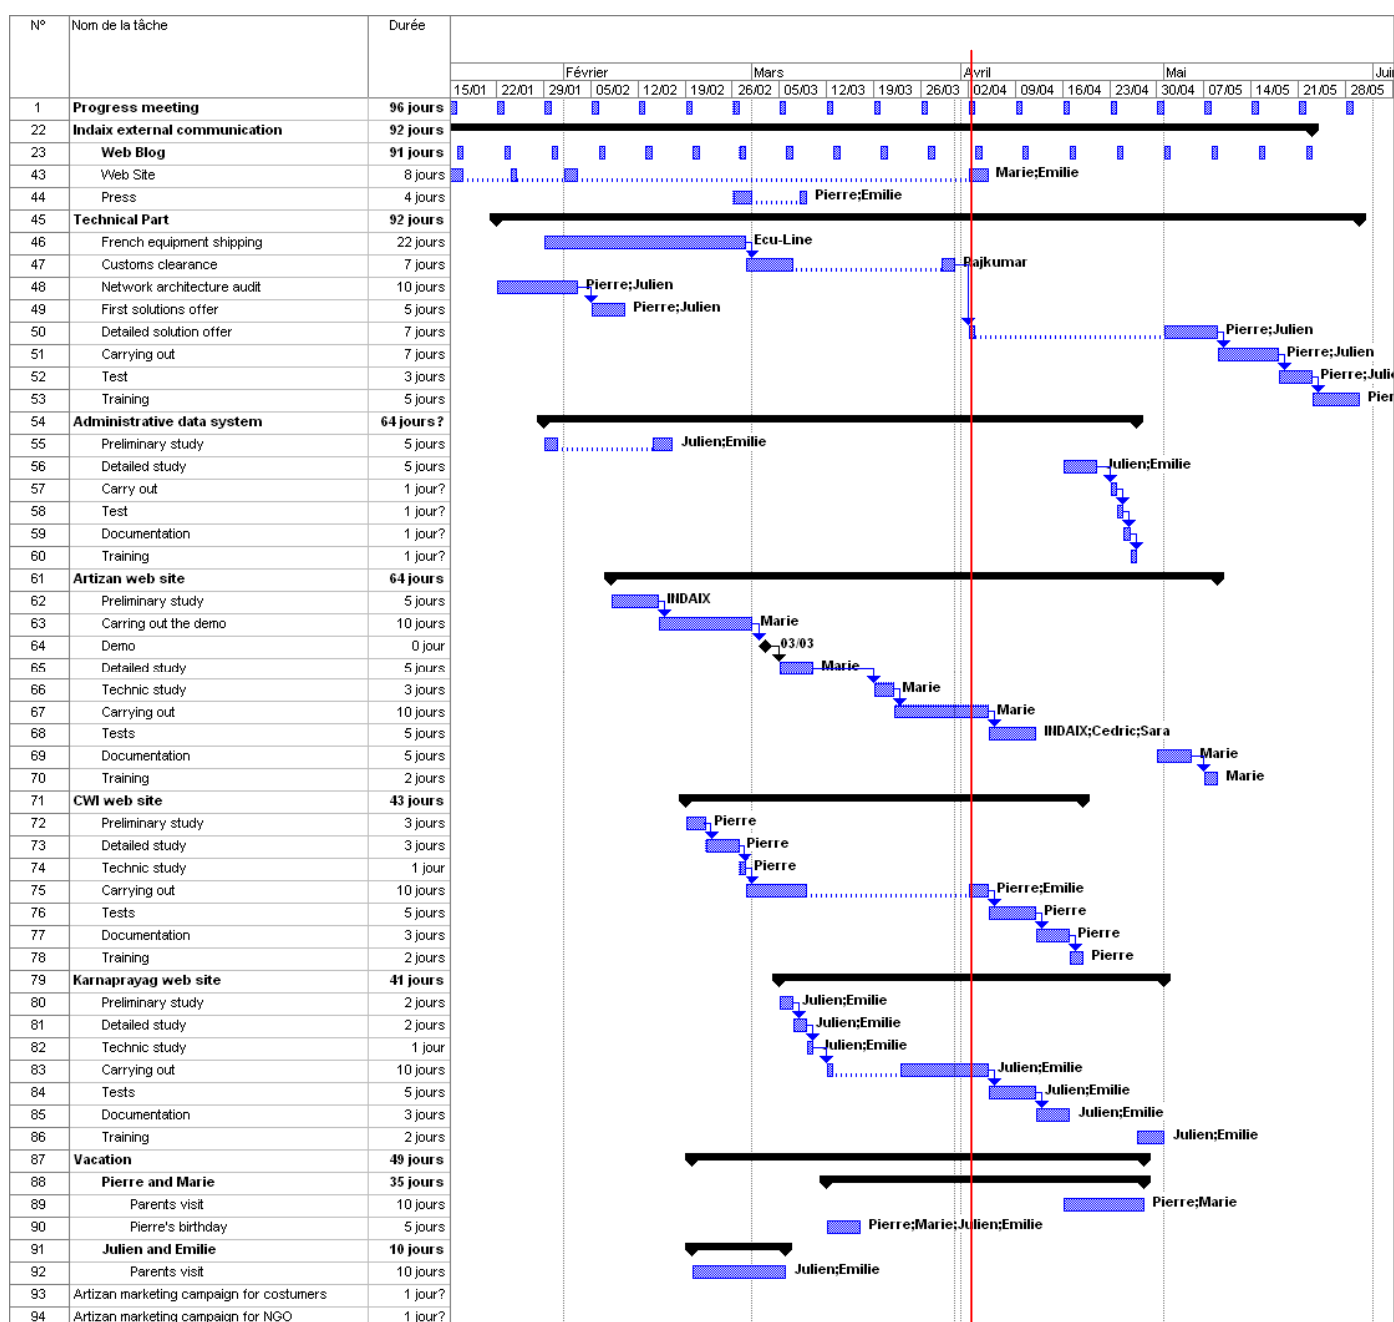 N° Nom de la tâche Durée
Février Mars Avril Mai Jui
15/01 22/01 29/01 05/02 12/02 19/02 26/02 05/03 12/03 19/03 26/03 02/04 09/04 16/04 23/04 30/04 07/05 14/05 21/05 28/05
1 Progress meeting 96 jours
22 Indaix external communication 92 jours
23 Web Blog 91 jours
43 Web Site 8 jours Marie;Emilie
44 Press 4 jours Pierre;Emilie
45 Technical Part 92 jours
46 French equipment shipping 22 jours Ecu-Line
47 Customs clearance 7 jours Pajkumar
48 Network architecture audit 10 jours Pierre;Julien
49 First solutions offer 5 jours Pierre;Julien
50 Detailed solution offer 7 jours Pierre;Julien
51 Carrying out 7 jours Pierre;Julien
52 Test 3 jours Pierre;Julie
53 Training 5 jours Pier
54 Administrative data system 64 jours?
55 Preliminary study 5 jours Julien;Emilie
56 Detailed study 5 jours Julien;Emilie
57 Carry out 1 jour?
58 Test 1 jour?
59 Documentation 1 jour?
60 Training 1 jour?
61 Artizan web site 64 jours
62 Preliminary study 5 jours INDAIX
63 Carring out the demo 10 jours Marie
64 Demo 0 jour 03/03
65 Detailed study 5 jours Marie
66 Technic study 3 jours Marie
67 Carrying out 10 jours Marie
68 Tests 5 jours INDAIX;Cedric;Sara
69 Documentation 5 jours Marie
70 Training 2 jours Marie
71 CWI web site 43 jours
72 Preliminary study 3 jours Pierre
73 Detailed study 3 jours Pierre
74 Technic study 1 jour Pierre
75 Carrying out 10 jours Pierre;Emilie
76 Tests 5 jours Pierre
77 Documentation 3 jours Pierre
78 Training 2 jours Pierre
79 Karnaprayag web site 41 jours
80 Preliminary study 2 jours Julien;Emilie
81 Detailed study 2 jours Julien;Emilie
82 Technic study 1 jour Julien;Emilie
83 Carrying out 10 jours Julien;Emilie
84 Tests 5 jours Julien;Emilie
85 Documentation 3 jours Julien;Emilie
86 Training 2 jours Julien;Emilie
87 Vacation 49 jours
88 Pierre and Marie 35 jours
89 Parents visit 10 jours Pierre;Marie
90 Pierre's birthday 5 jours Pierre;Marie;Julien;Emilie
91 Julien and Emilie 10 jours
92 Parents visit 10 jours Julien;Emilie
93 Artizan marketing campaign for costumers 1 jour?
94 Artizan marketing campaign for NGO 1 jour?